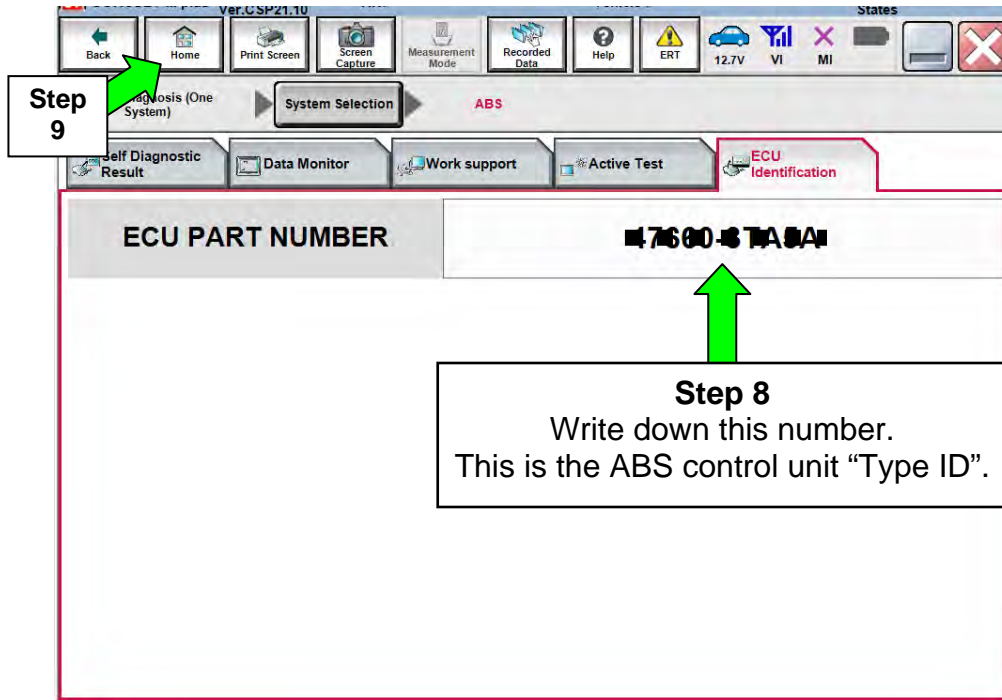 Ver.CSP21.10
States
Back
Home
Print Screen
Screen
Capture
Measurement
Mode
Recorded
Data
Help
ERT
12.7V
VI
MI
Step
9
(One
System)
System Selection
ABS
Self Diagnostic
Result
Data Monitor
Work support
Active Test
ECU
Identification
ECU PART NUMBER
Step 8
Write down this number.
This is the ABS control unit “Type ID”.